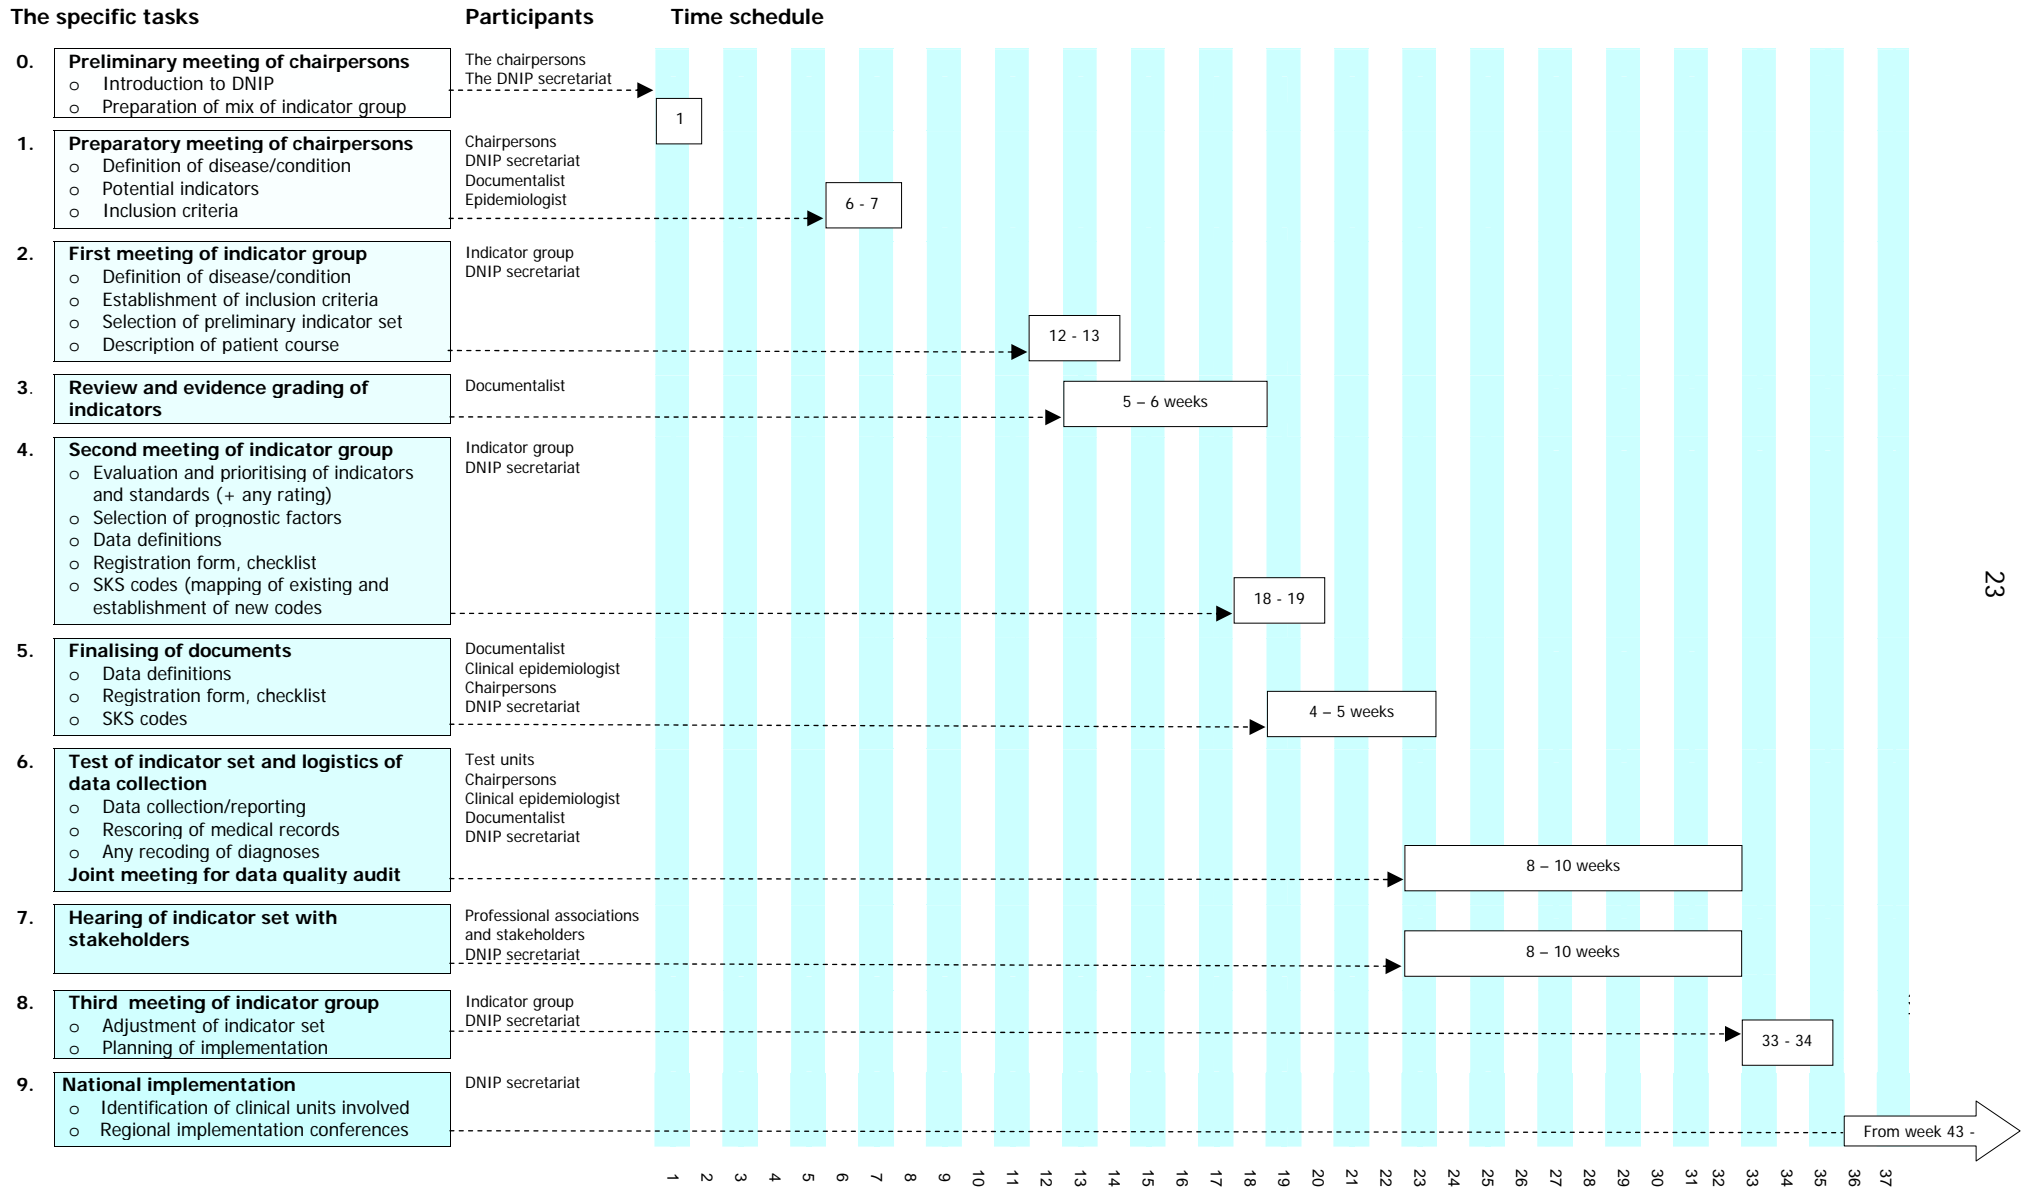 The specific tasks Participants Time schedule
0. Preliminary meeting of chairpersons
o Introduction to DNIP
o Preparation of mix of indicator group
The chairpersons
The DNIP secretariat
1
1. Preparatory meeting of chairpersons
o Definition of disease/condition
o Potential indicators
o Inclusion criteria
Chairpersons
DNIP secretariat
Documentalist
Epidemiologist
6 - 7
2. First meeting of indicator group
o Definition of disease/condition
o Establishment of inclusion criteria
o Selection of preliminary indicator set
o Description of patient course
Indicator group
DNIP secretariat
12 - 13
3. Review and evidence grading of
indicators
Documentalist
5 – 6 weeks
4. Second meeting of indicator group
o Evaluation and prioritising of indicators
and standards (+ any rating)
o Selection of prognostic factors
o Data definitions
o Registration form, checklist
o SKS codes (mapping of existing and
establishment of new codes
Indicator group
DNIP secretariat
18 - 19
5. Finalising of documents
o Data definitions
o Registration form, checklist
o SKS codes
Documentalist
Clinical epidemiologist
Chairpersons
DNIP secretariat
4 – 5 weeks
6. Test of indicator set and logistics of
data collection
o Data collection/reporting
o Rescoring of medical records
o Any recoding of diagnoses
Joint meeting for data quality audit
Test units
Chairpersons
Clinical epidemiologist
Documentalist
DNIP secretariat
8 – 10 weeks
7. Hearing of indicator set with
stakeholders
Professional associations
and stakeholders
DNIP secretariat
8 – 10 weeks
8. Third meeting of indicator group
o Adjustment of indicator set
o Planning of implementation
Indicator group
DNIP secretariat
33 - 34
9. National implementation
o Identification of clinical units involved
o Regional implementation conferences
DNIP secretariat
From week 43 -
1 2 3 4 5 6 7 8 9 10 11 12 13 14 15 16 17 18 19 20 21 22 23 24 25 26 27 28 29 30 31 32 33 34 35 36 37
23